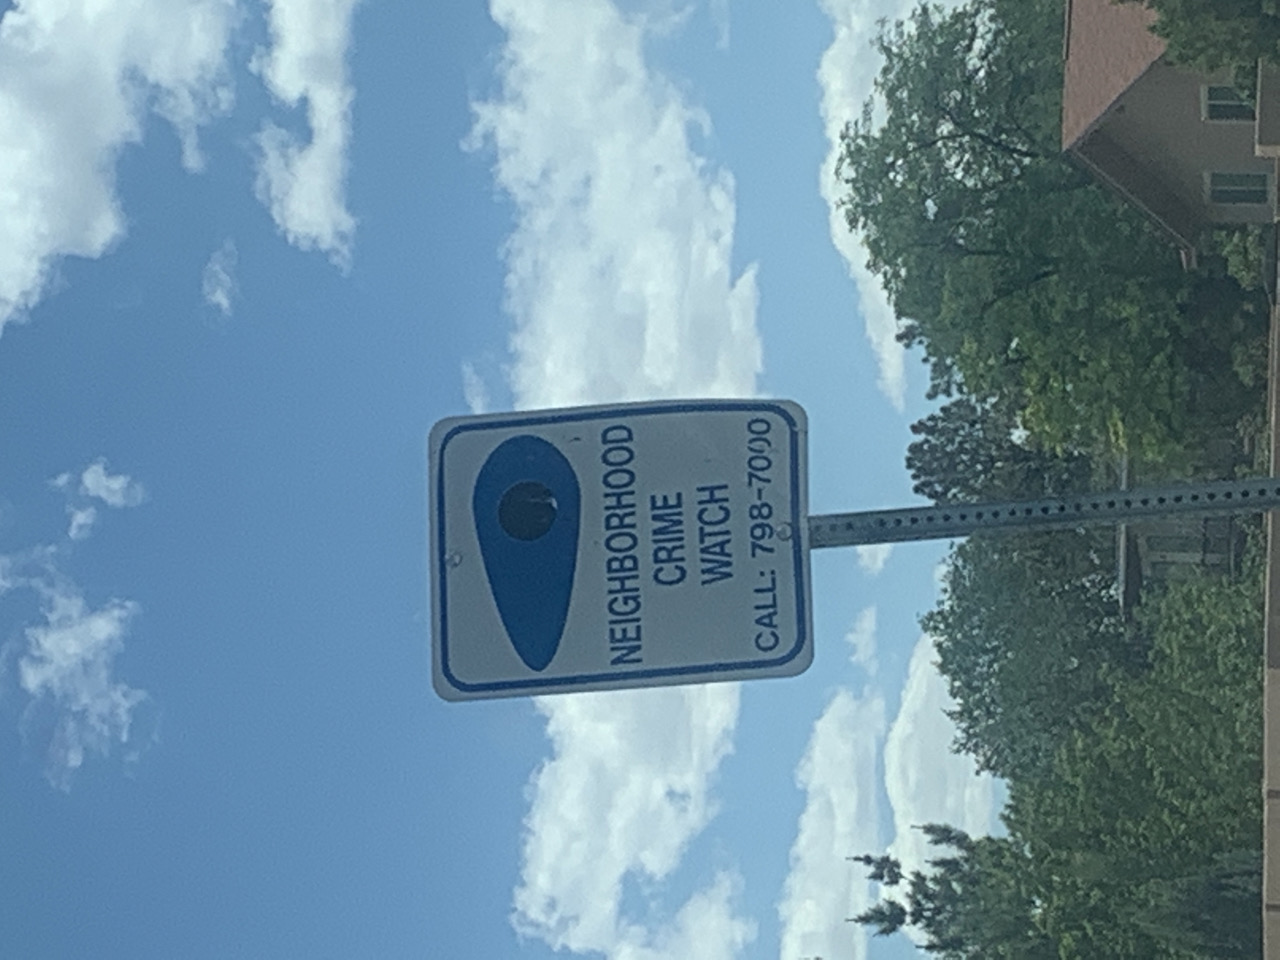 NEIGHBORHOOD
CRIME
WATCH
CALL: 798-7000